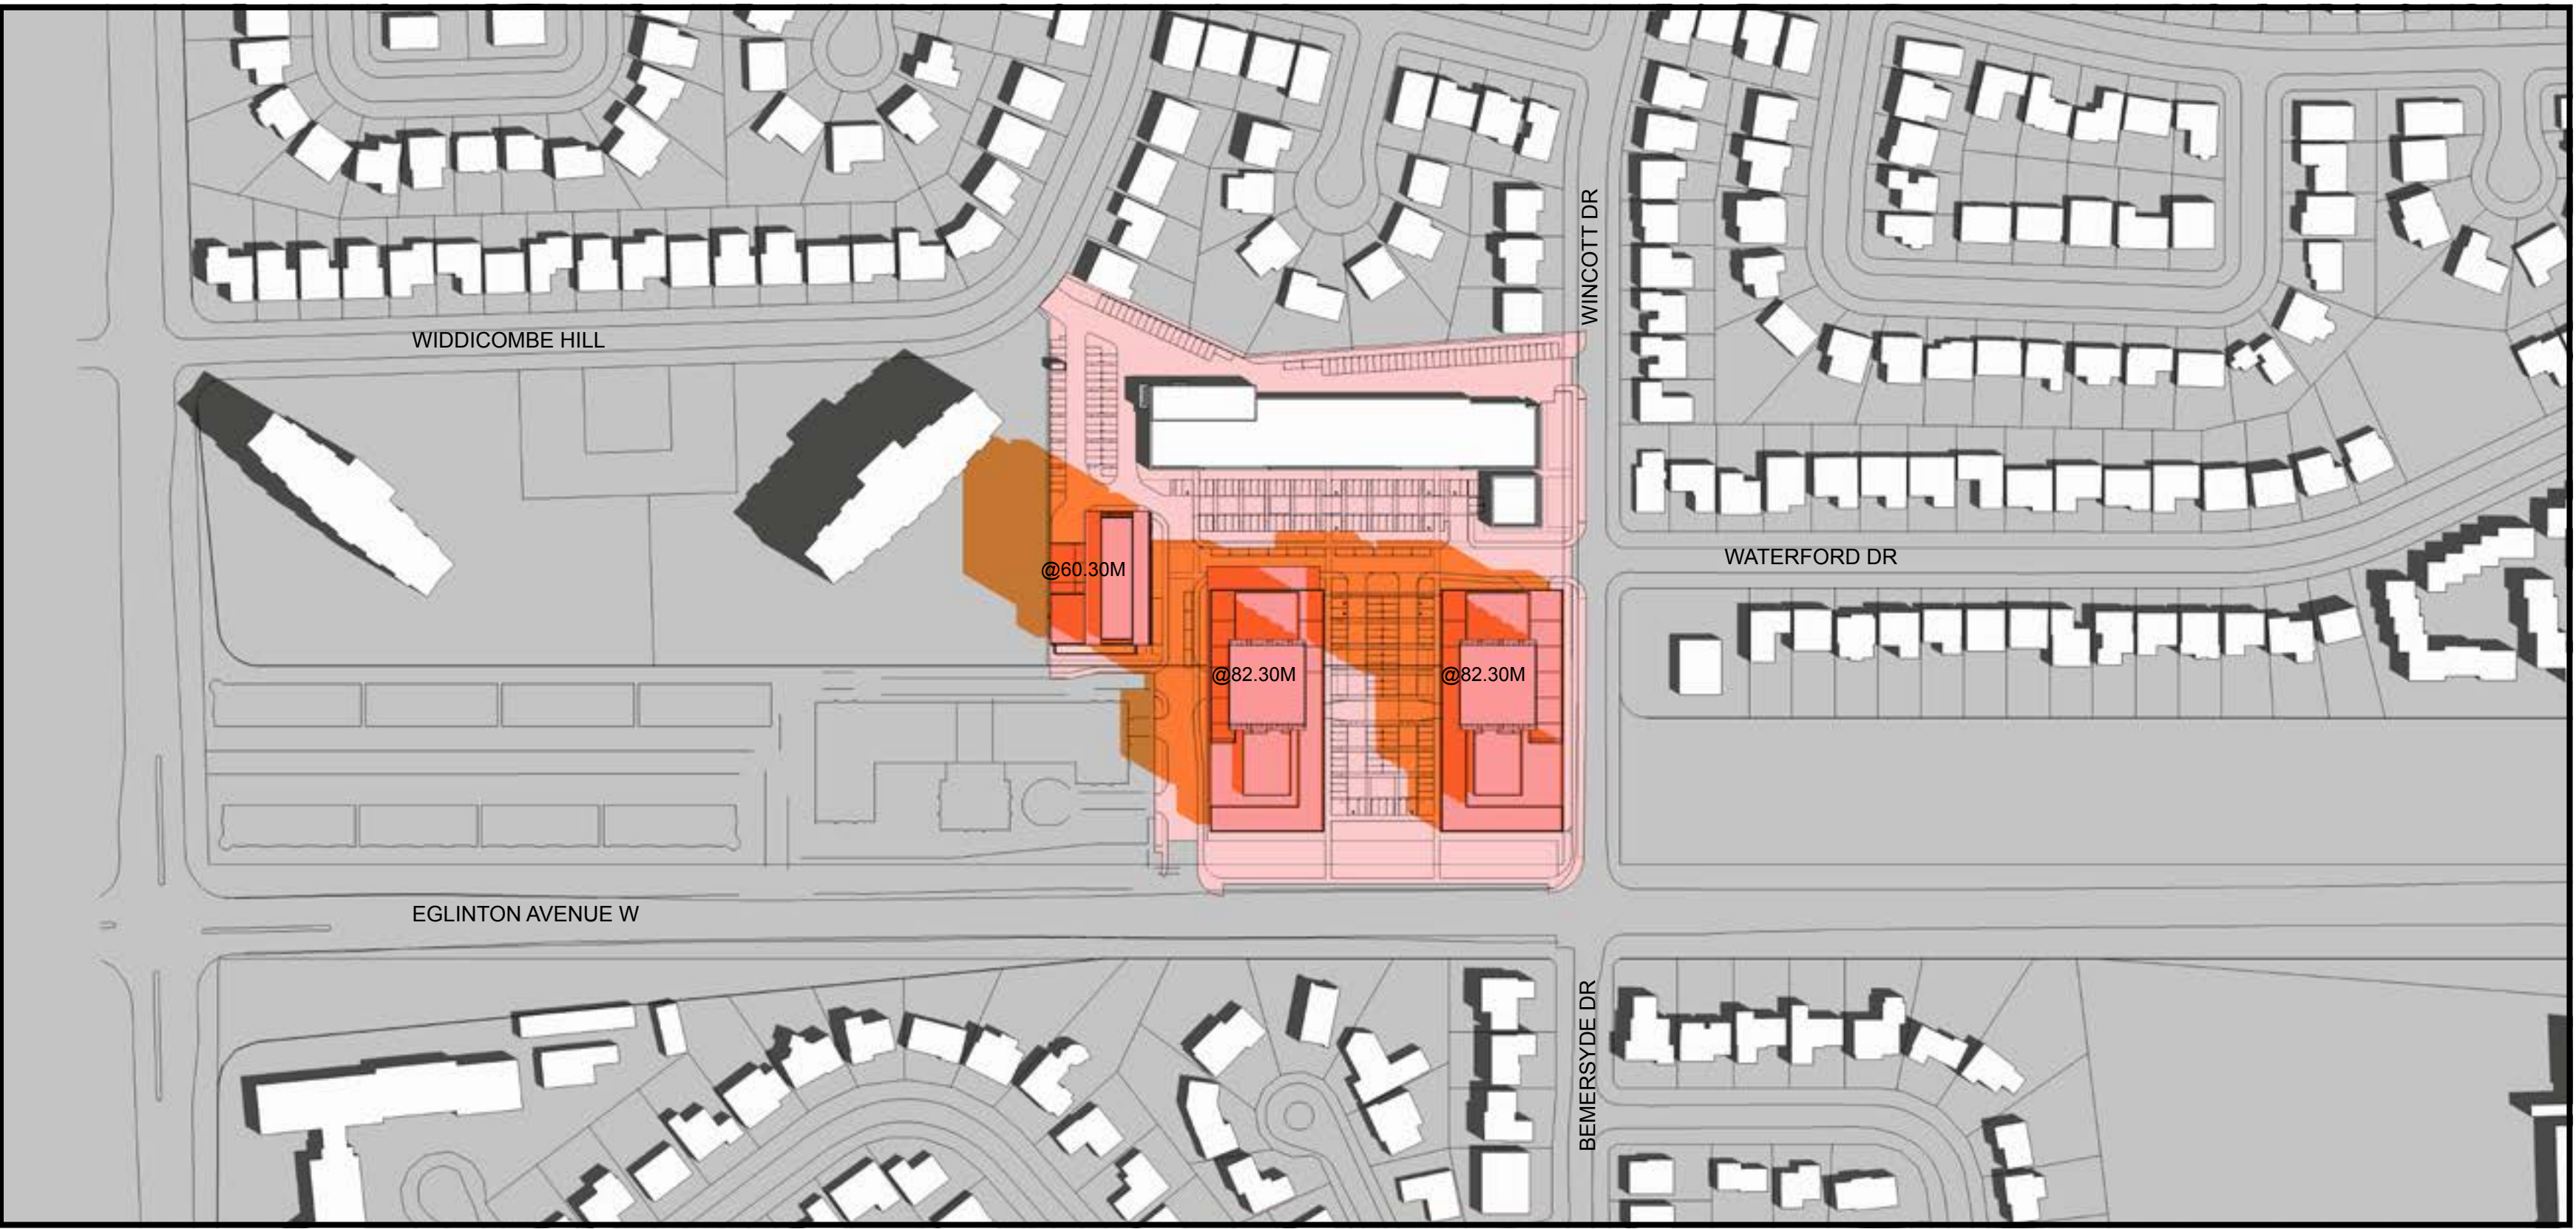 WINCOTT DR
WIDDICOMBE HILL
WATERFORD DR
@60.30M
@82.30M
@82.30M
EGLINTON AVENUE W
BEMERSYDE DR